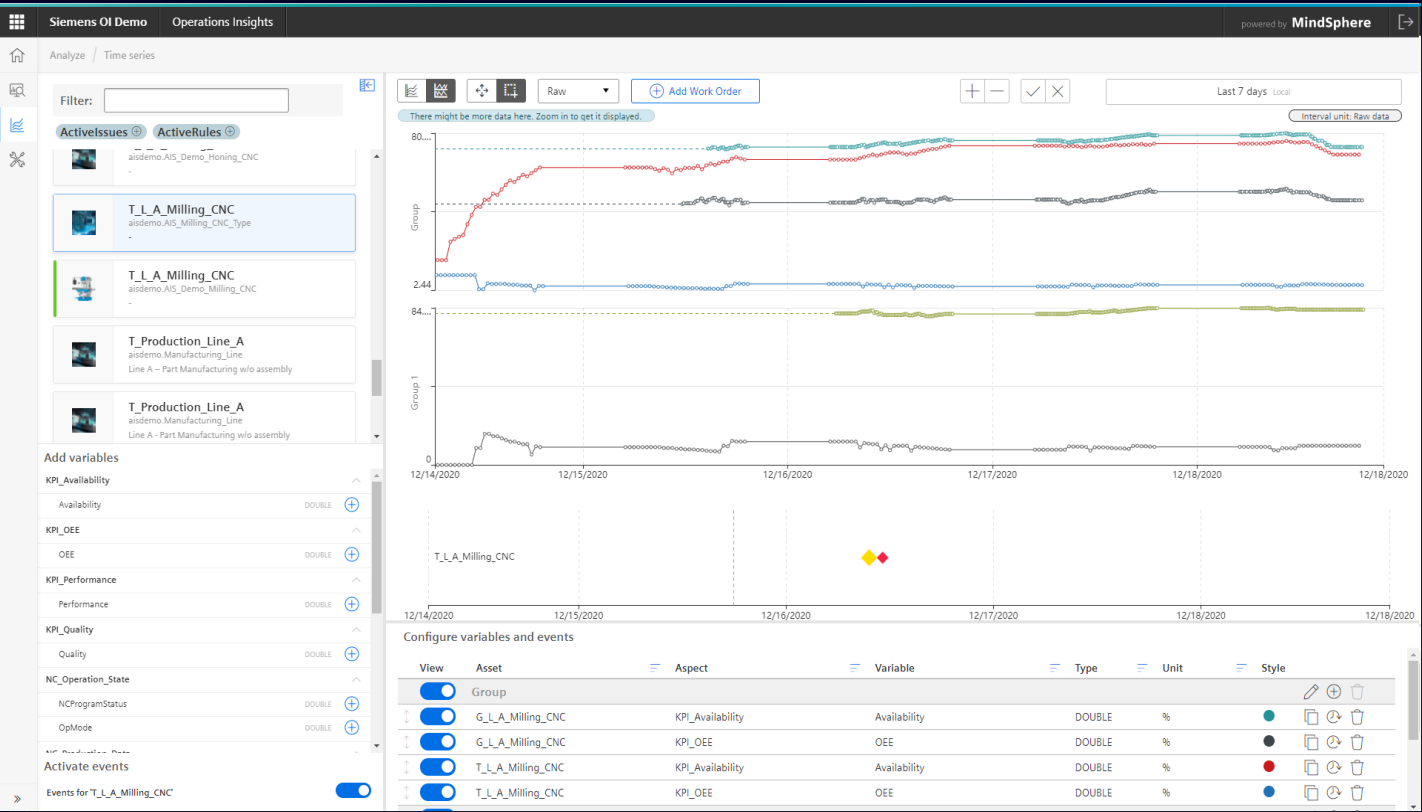 Siemens OI Demo
Operations Insights
powered by MindSphere
Analyze / Time series
Filter:
ActiveIssues
ActiveRules
aisdemo.AIS_Demo_Honing_CNC
-
T_L_A_Milling_CNC
aisdemo.AIS_Milling_CNC_Type
-
T_L_A_Milling_CNC
aisdemo.AIS_Demo_Milling_CNC
-
T_Production_Line_A
aisdemo.Manufacturing_Line
Line A – Part Manufacturing w/o assembly
T_Production_Line_A
aisdemo.Manufacturing_Line
Line A - Part Manufacturing w/o assembly
Add variables
KPI_Availability
Availability DOUBLE
KPI_OEE
OEE DOUBLE
KPI_Performance
Performance DOUBLE
KPI_Quality
Quality DOUBLE
NC_Operation_State
NCProgramStatus DOUBLE
OpMode DOUBLE
NC_Production_Data
Activate events
Events for 'T_L_A_Milling_CNC'
Raw
Add Work Order
Last 7 days Local
There might be more data here. Zoom in to get it displayed.
Interval unit: Raw data
80....
Group
2.44
84....
Group 1
0
12/14/2020 12/15/2020 12/16/2020 12/17/2020 12/18/2020 12/18/2020
T_L_A_Milling_CNC
12/14/2020 12/15/2020 12/16/2020 12/17/2020 12/18/2020 12/18/2020
Configure variables and events
View Asset Aspect Variable Type Unit Style
Group
G_L_A_Milling_CNC KPI_Availability Availability DOUBLE %
G_L_A_Milling_CNC KPI_OEE OEE DOUBLE %
T_L_A_Milling_CNC KPI_Availability Availability DOUBLE %
T_L_A_Milling_CNC KPI_OEE OEE DOUBLE %